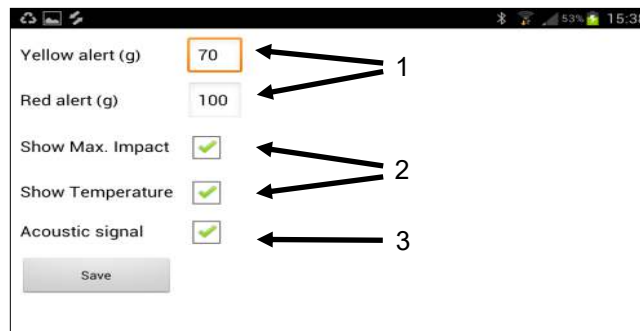 53% 15:38
Yellow alert (g) 70
1
Red alert (g) 100
Show Max. Impact
2
Show Temperature
Acoustic signal
3
Save